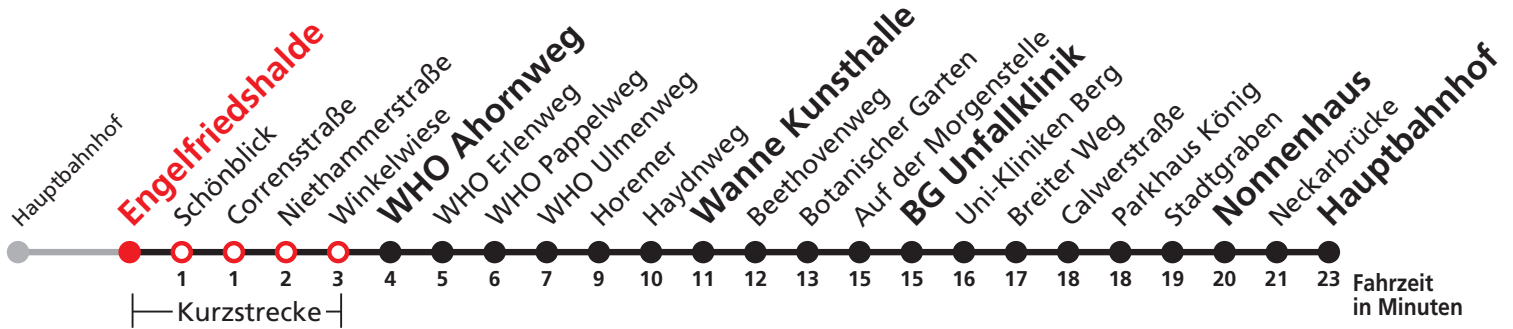 Hauptbahnhof
Engelfriedshalde
Schönblick
Corrensstraße
Niethammerstraße
Winkelwiese
WHO Ahornweg
WHO Erlenweg
WHO Pappelweg
WHO Ulmenweg
Horemer
Haydnweg
Wanne Kunsthalle
Beethovenweg
Botanischer Garten
Auf der Morgenstelle
BG Unfallklinik
Uni-Kliniken Berg
Breiter Weg
Calwerstraße
Parkhaus König
Stadtgraben
Nonnenhaus
Neckarbrücke
Hauptbahnhof
1 1 2 3 4 5 6 7 9 10 11 12 13 15 15 16 17 18 18 19 20 21 23
Fahrzeit
in Minuten
Kurzstrecke